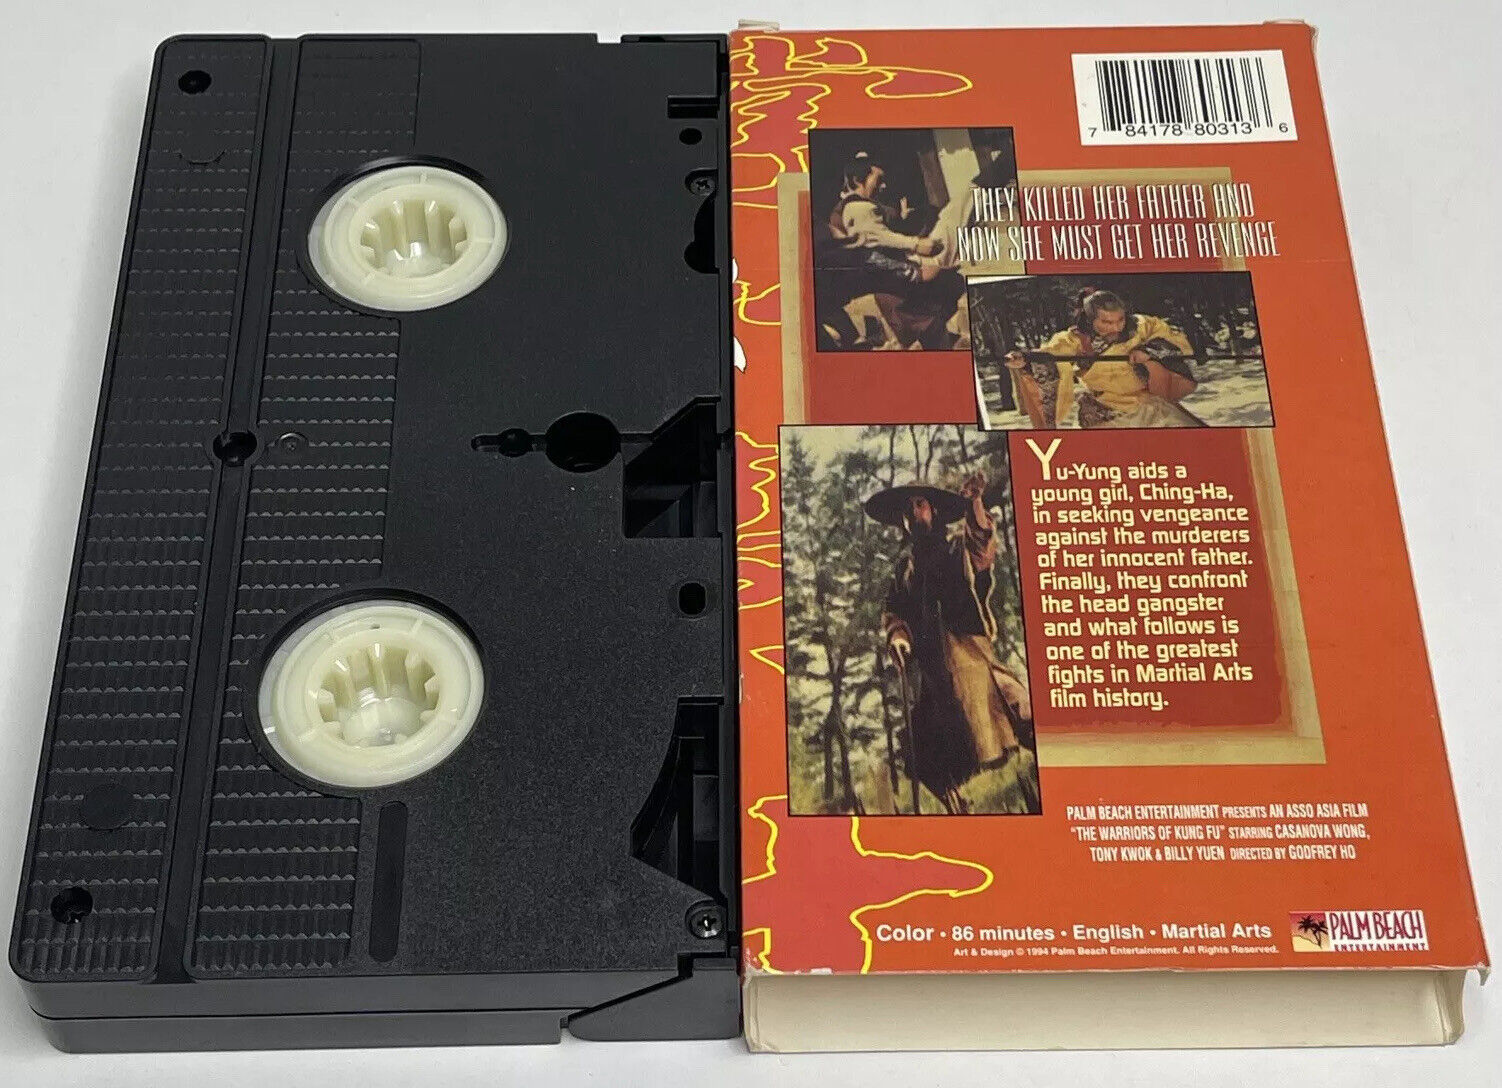 7 84178 80313 6
THEY KILLED HER FATHER AND
NOW SHE MUST GET HER REVENGE
Yu-Yung aids a
young girl, Ching-Ha,
in seeking vengeance
against the murderers
of her innocent father.
Finally, they confront
the head gangster
and what follows is
one of the greatest
fights in Martial Arts
film history.
PALM BEACH ENTERTAINMENT PRESENTS AN ASSO ASIA FILM
"THE WARRIORS OF KUNG FU" STARRING CASANOVA WONG,
TONY KWOK & BILLY YUEN DIRECTED BY GODFREY HO
Color • 86 minutes • English • Martial Arts
Art & Design © 1994 Palm Beach Entertainment. All Rights Reserved.
PALM BEACH
ENTERTAINMENT